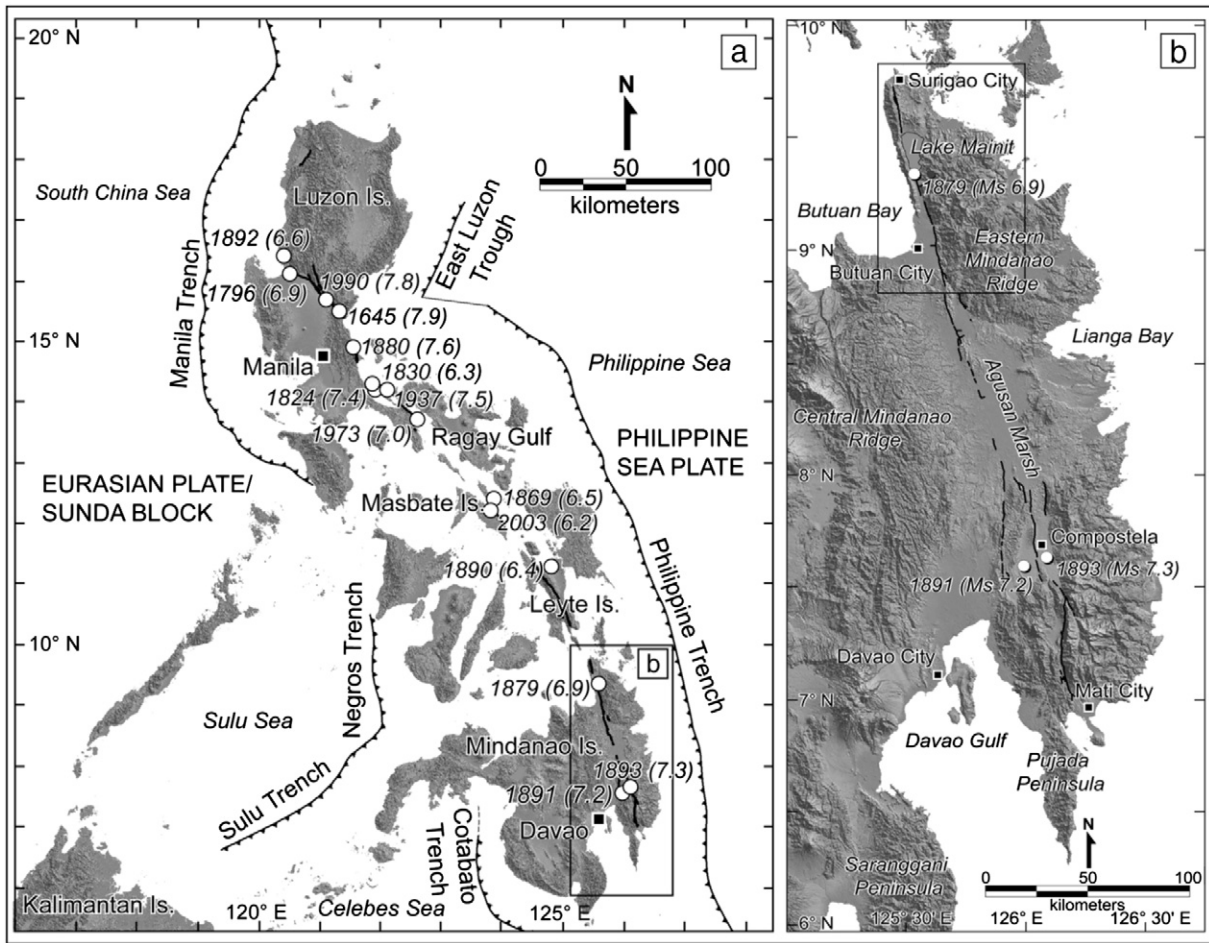 20° N
a
N
0 50 100
kilometers
South China Sea
Luzon Is.
East Luzon
Trough
Manila Trench
1892 (6.6)
1796 (6.9)
1990 (7.8)
1645 (7.9)
15° N
1880 (7.6)
Manila
1830 (6.3)
1824 (7.4)
1937 (7.5)
1973 (7.0)
Ragay Gulf
Philippine Sea
PHILIPPINE
SEA PLATE
EURASIAN PLATE/
SUNDA BLOCK
Masbate Is.
1869 (6.5)
2003 (6.2)
1890 (6.4)
Leyte Is.
Philippine Trench
Negros Trench
10° N
b
1879 (6.9)
Sulu Sea
Mindanao Is.
1893 (7.3)
1891 (7.2)
Sulu Trench
Davao
Cotabato
Trench
Kalimantan Is.
120° E
Celebes Sea
125° E
10° N
b
Surigao City
Lake Mainit
1879 (Ms 6.9)
Butuan Bay
Eastern
Mindanao
Ridge
9° N
Butuan City
Lianga Bay
Agusan Marsh
Central Mindanao
Ridge
8° N
Compostela
1893 (Ms 7.3)
1891 (Ms 7.2)
Davao City
7° N
Mati City
Davao Gulf
Pujada
Peninsula
N
Saranggani
Peninsula
0 50 100
kilometers
6° N
125° 30' E
126° E
126° 30' E